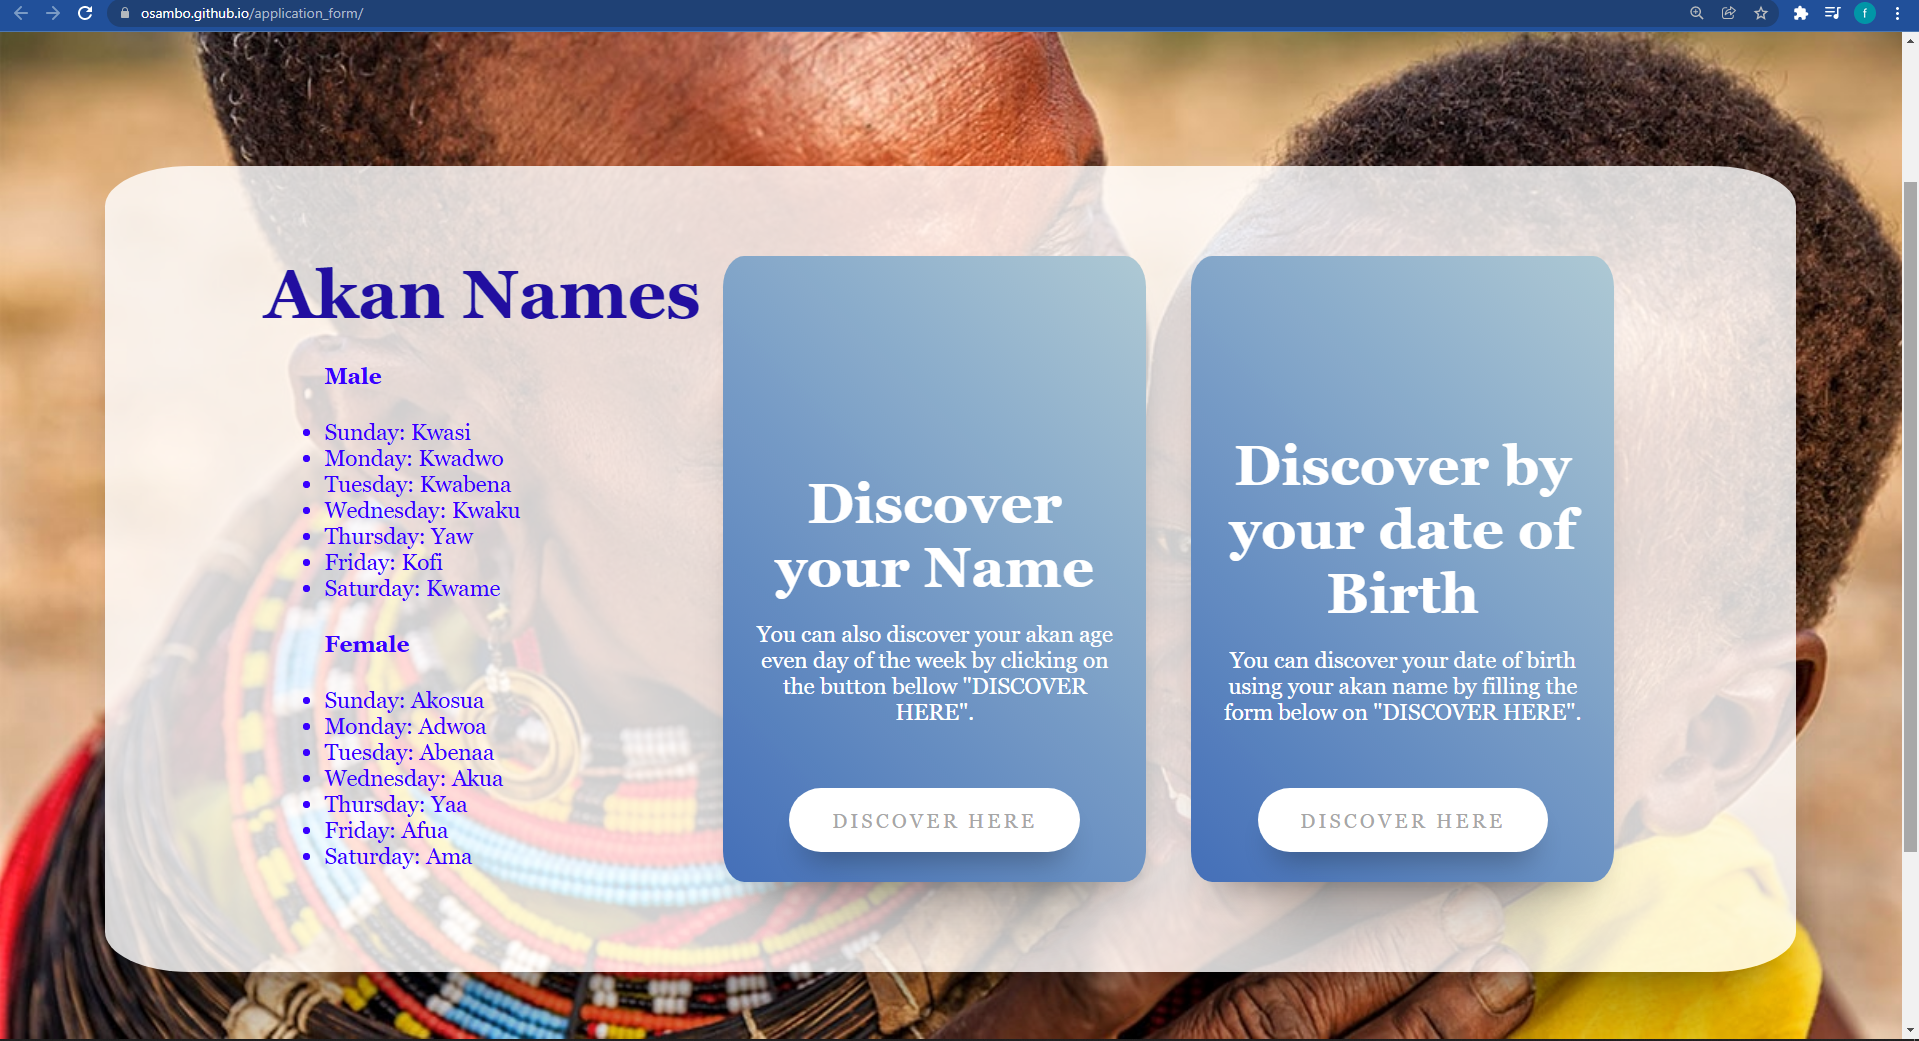 osambo.github.io/application_form/
f
Akan Names
Male
Sunday: Kwasi
Monday: Kwadwo
Tuesday: Kwabena
Wednesday: Kwaku
Thursday: Yaw
Friday: Kofi
Saturday: Kwame
Female
Sunday: Akosua
Monday: Adwoa
Tuesday: Abenaa
Wednesday: Akua
Thursday: Yaa
Friday: Afua
Saturday: Ama
Discover
your Name
You can also discover your akan age
even day of the week by clicking on
the button bellow "DISCOVER
HERE".
DISCOVER HERE
Discover by
your date of
Birth
You can discover your date of birth
using your akan name by filling the
form below on "DISCOVER HERE".
DISCOVER HERE